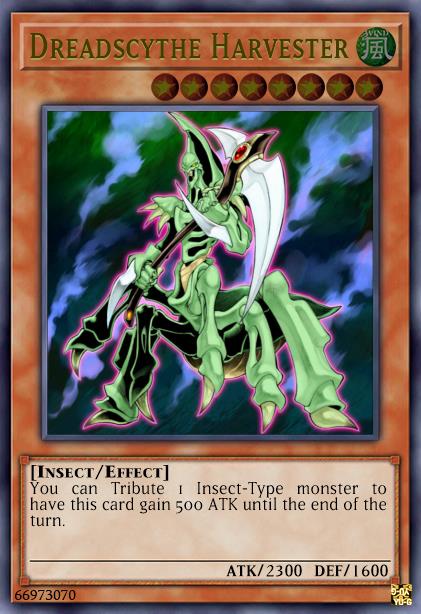 Dreadscythe Harvester
WIND
風
[Insect/Effect]
You can Tribute 1 Insect-Type monster to
have this card gain 500 ATK until the end of the
turn.
ATK/2300 DEF/1600
66973070